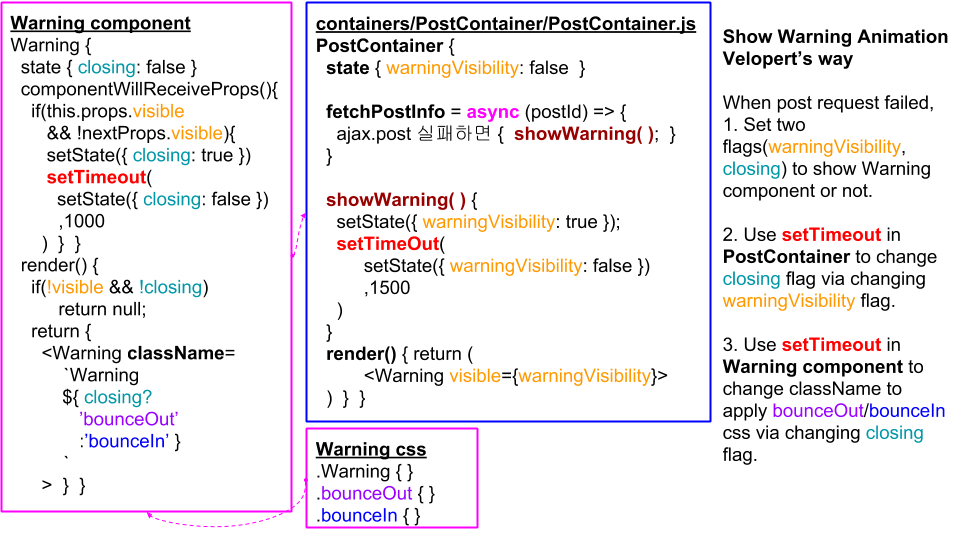 Warning component
Warning {
state { closing: false }
componentWillReceiveProps(){
if(this.props.visible
&& !nextProps.visible){
setState({ closing: true })
setTimeout(
setState({ closing: false })
,1000
) } }
render() {
if(!visible && !closing)
return null;
return {
<Warning className=
`Warning
${ closing?
’bounceOut’
:’bounceIn’ }
`
> } }
containers/PostContainer/PostContainer.js
PostContainer {
state { warningVisibility: false }
fetchPostInfo = async (postId) => {
ajax.post 실패하면 { showWarning( ); }
}
showWarning( ) {
setState({ warningVisibility: true });
setTimeOut(
setState({ warningVisibility: false })
,1500
)
}
render() { return (
<Warning visible={warningVisibility}>
) } }
Warning css
.Warning { }
.bounceOut { }
.bounceIn { }
Show Warning Animation
Velopert’s way
When post request failed,
1. Set two
flags(warningVisibility,
closing) to show Warning
component or not.
2. Use setTimeout in
PostContainer to change
closing flag via changing
warningVisibility flag.
3. Use setTimeout in
Warning component to
change className to
apply bounceOut/bounceIn
css via changing closing
flag.